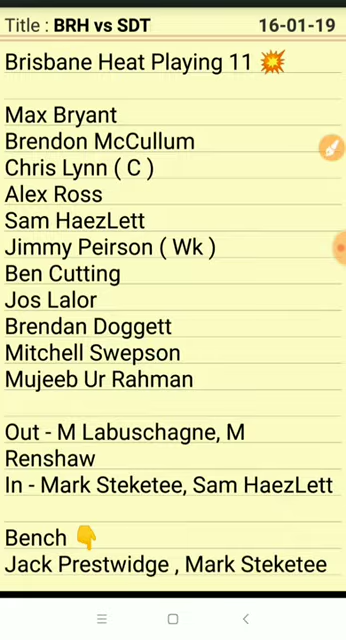 Title : BRH vs SDT 16-01-19
Brisbane Heat Playing 11 💥
Max Bryant
Brendon McCullum
Chris Lynn ( C )
Alex Ross
Sam HaezLett
Jimmy Peirson ( Wk )
Ben Cutting
Jos Lalor
Brendan Doggett
Mitchell Swepson
Mujeeb Ur Rahman
Out - M Labuschagne, M
Renshaw
In - Mark Steketee, Sam HaezLett
Bench 👇
Jack Prestwidge , Mark Steketee